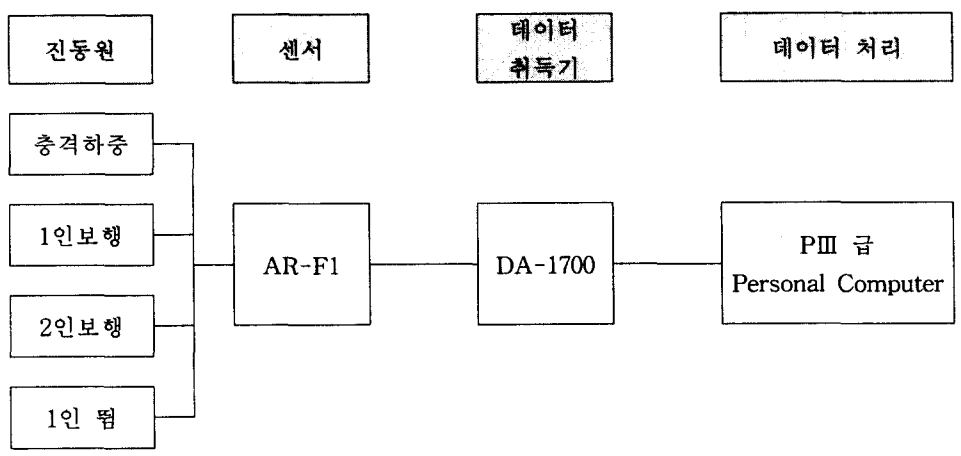 진동원
센서
데이터
취득기
데이터 처리
충격하중
1인보행
2인보행
1인 뜀
AR-F1
DA-1700
PⅢ 급
Personal Computer